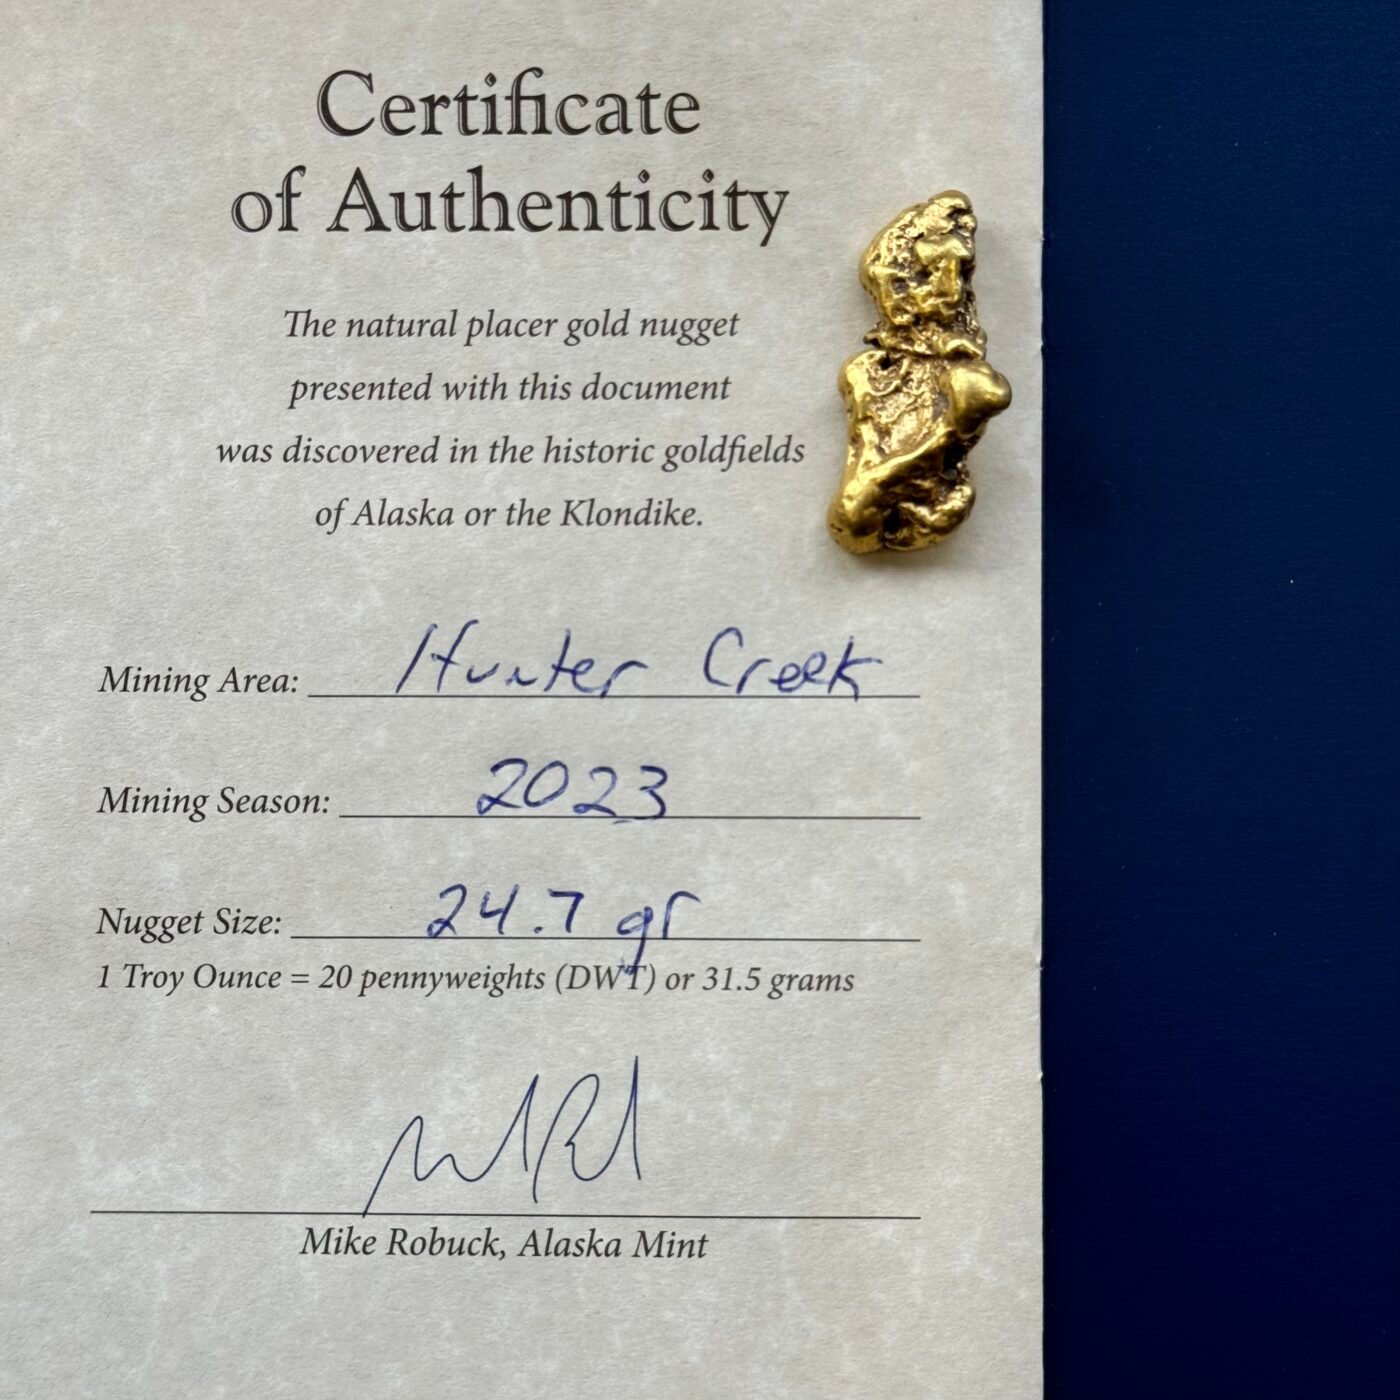 Certificate
of Authenticity
The natural placer gold nugget
presented with this document
was discovered in the historic goldfields
of Alaska or the Klondike.
Mining Area: Hunter Creek
Mining Season: 2023
Nugget Size: 24.7 gr
1 Troy Ounce = 20 pennyweights (DWT) or 31.5 grams
Mike Robuck, Alaska Mint